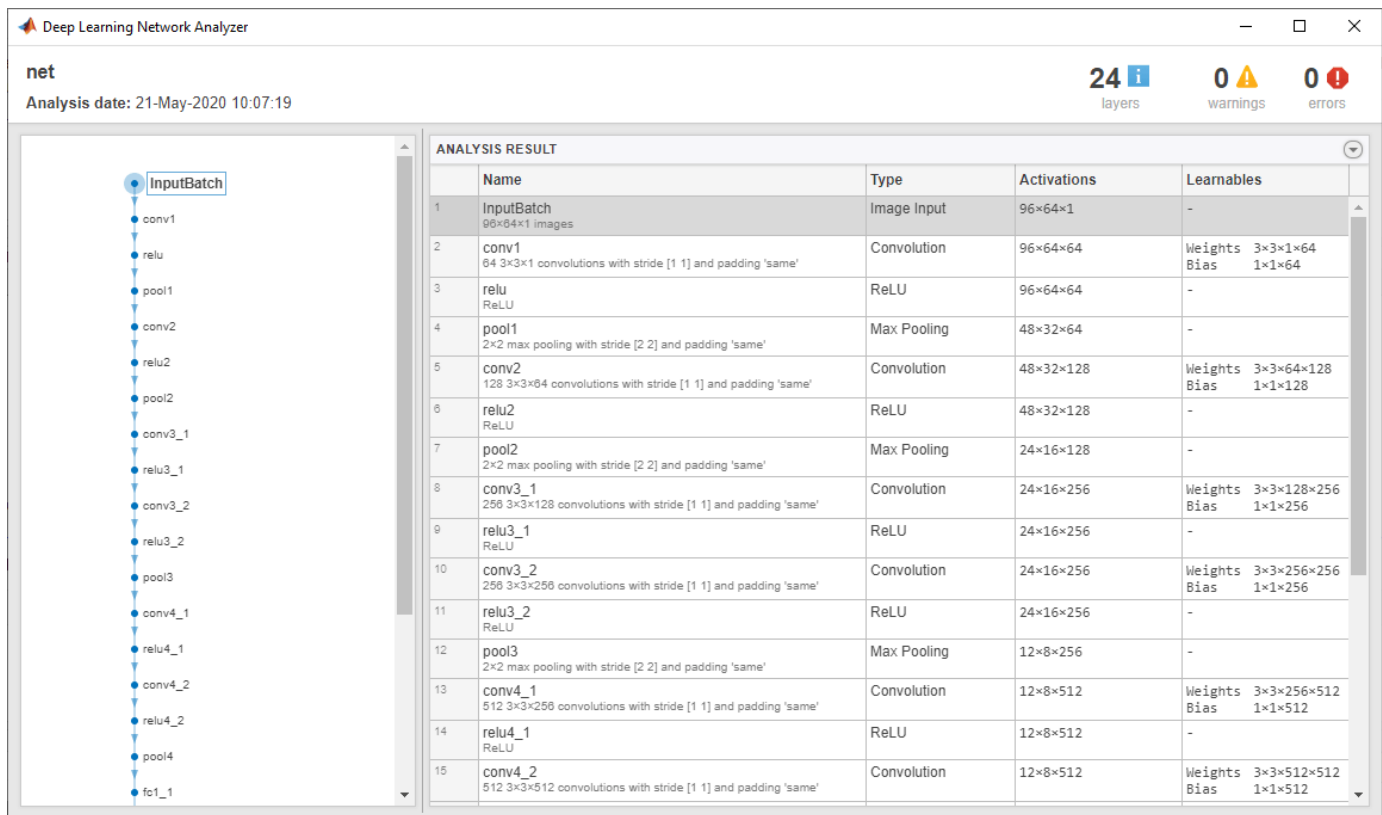 Deep Learning Network Analyzer
net
Analysis date: 21-May-2020 10:07:19
24 layers
0 warnings
0 errors
InputBatch
conv1
relu
pool1
conv2
relu2
pool2
conv3_1
relu3_1
conv3_2
relu3_2
pool3
conv4_1
relu4_1
conv4_2
relu4_2
pool4
fc1_1
ANALYSIS RESULT
Name Type Activations Learnables
1 InputBatch Image Input 96×64×1 -
96×64×1 images
2 conv1 Convolution 96×64×64 Weights 3×3×1×64
64 3×3×1 convolutions with stride [1 1] and padding 'same' Bias 1×1×64
3 relu ReLU 96×64×64 -
ReLU
4 pool1 Max Pooling 48×32×64 -
2×2 max pooling with stride [2 2] and padding 'same'
5 conv2 Convolution 48×32×128 Weights 3×3×64×128
128 3×3×64 convolutions with stride [1 1] and padding 'same' Bias 1×1×128
6 relu2 ReLU 48×32×128 -
ReLU
7 pool2 Max Pooling 24×16×128 -
2×2 max pooling with stride [2 2] and padding 'same'
8 conv3_1 Convolution 24×16×256 Weights 3×3×128×256
256 3×3×128 convolutions with stride [1 1] and padding 'same' Bias 1×1×256
9 relu3_1 ReLU 24×16×256 -
ReLU
10 conv3_2 Convolution 24×16×256 Weights 3×3×256×256
256 3×3×256 convolutions with stride [1 1] and padding 'same' Bias 1×1×256
11 relu3_2 ReLU 24×16×256 -
ReLU
12 pool3 Max Pooling 12×8×256 -
2×2 max pooling with stride [2 2] and padding 'same'
13 conv4_1 Convolution 12×8×512 Weights 3×3×256×512
512 3×3×256 convolutions with stride [1 1] and padding 'same' Bias 1×1×512
14 relu4_1 ReLU 12×8×512 -
ReLU
15 conv4_2 Convolution 12×8×512 Weights 3×3×512×512
512 3×3×512 convolutions with stride [1 1] and padding 'same' Bias 1×1×512